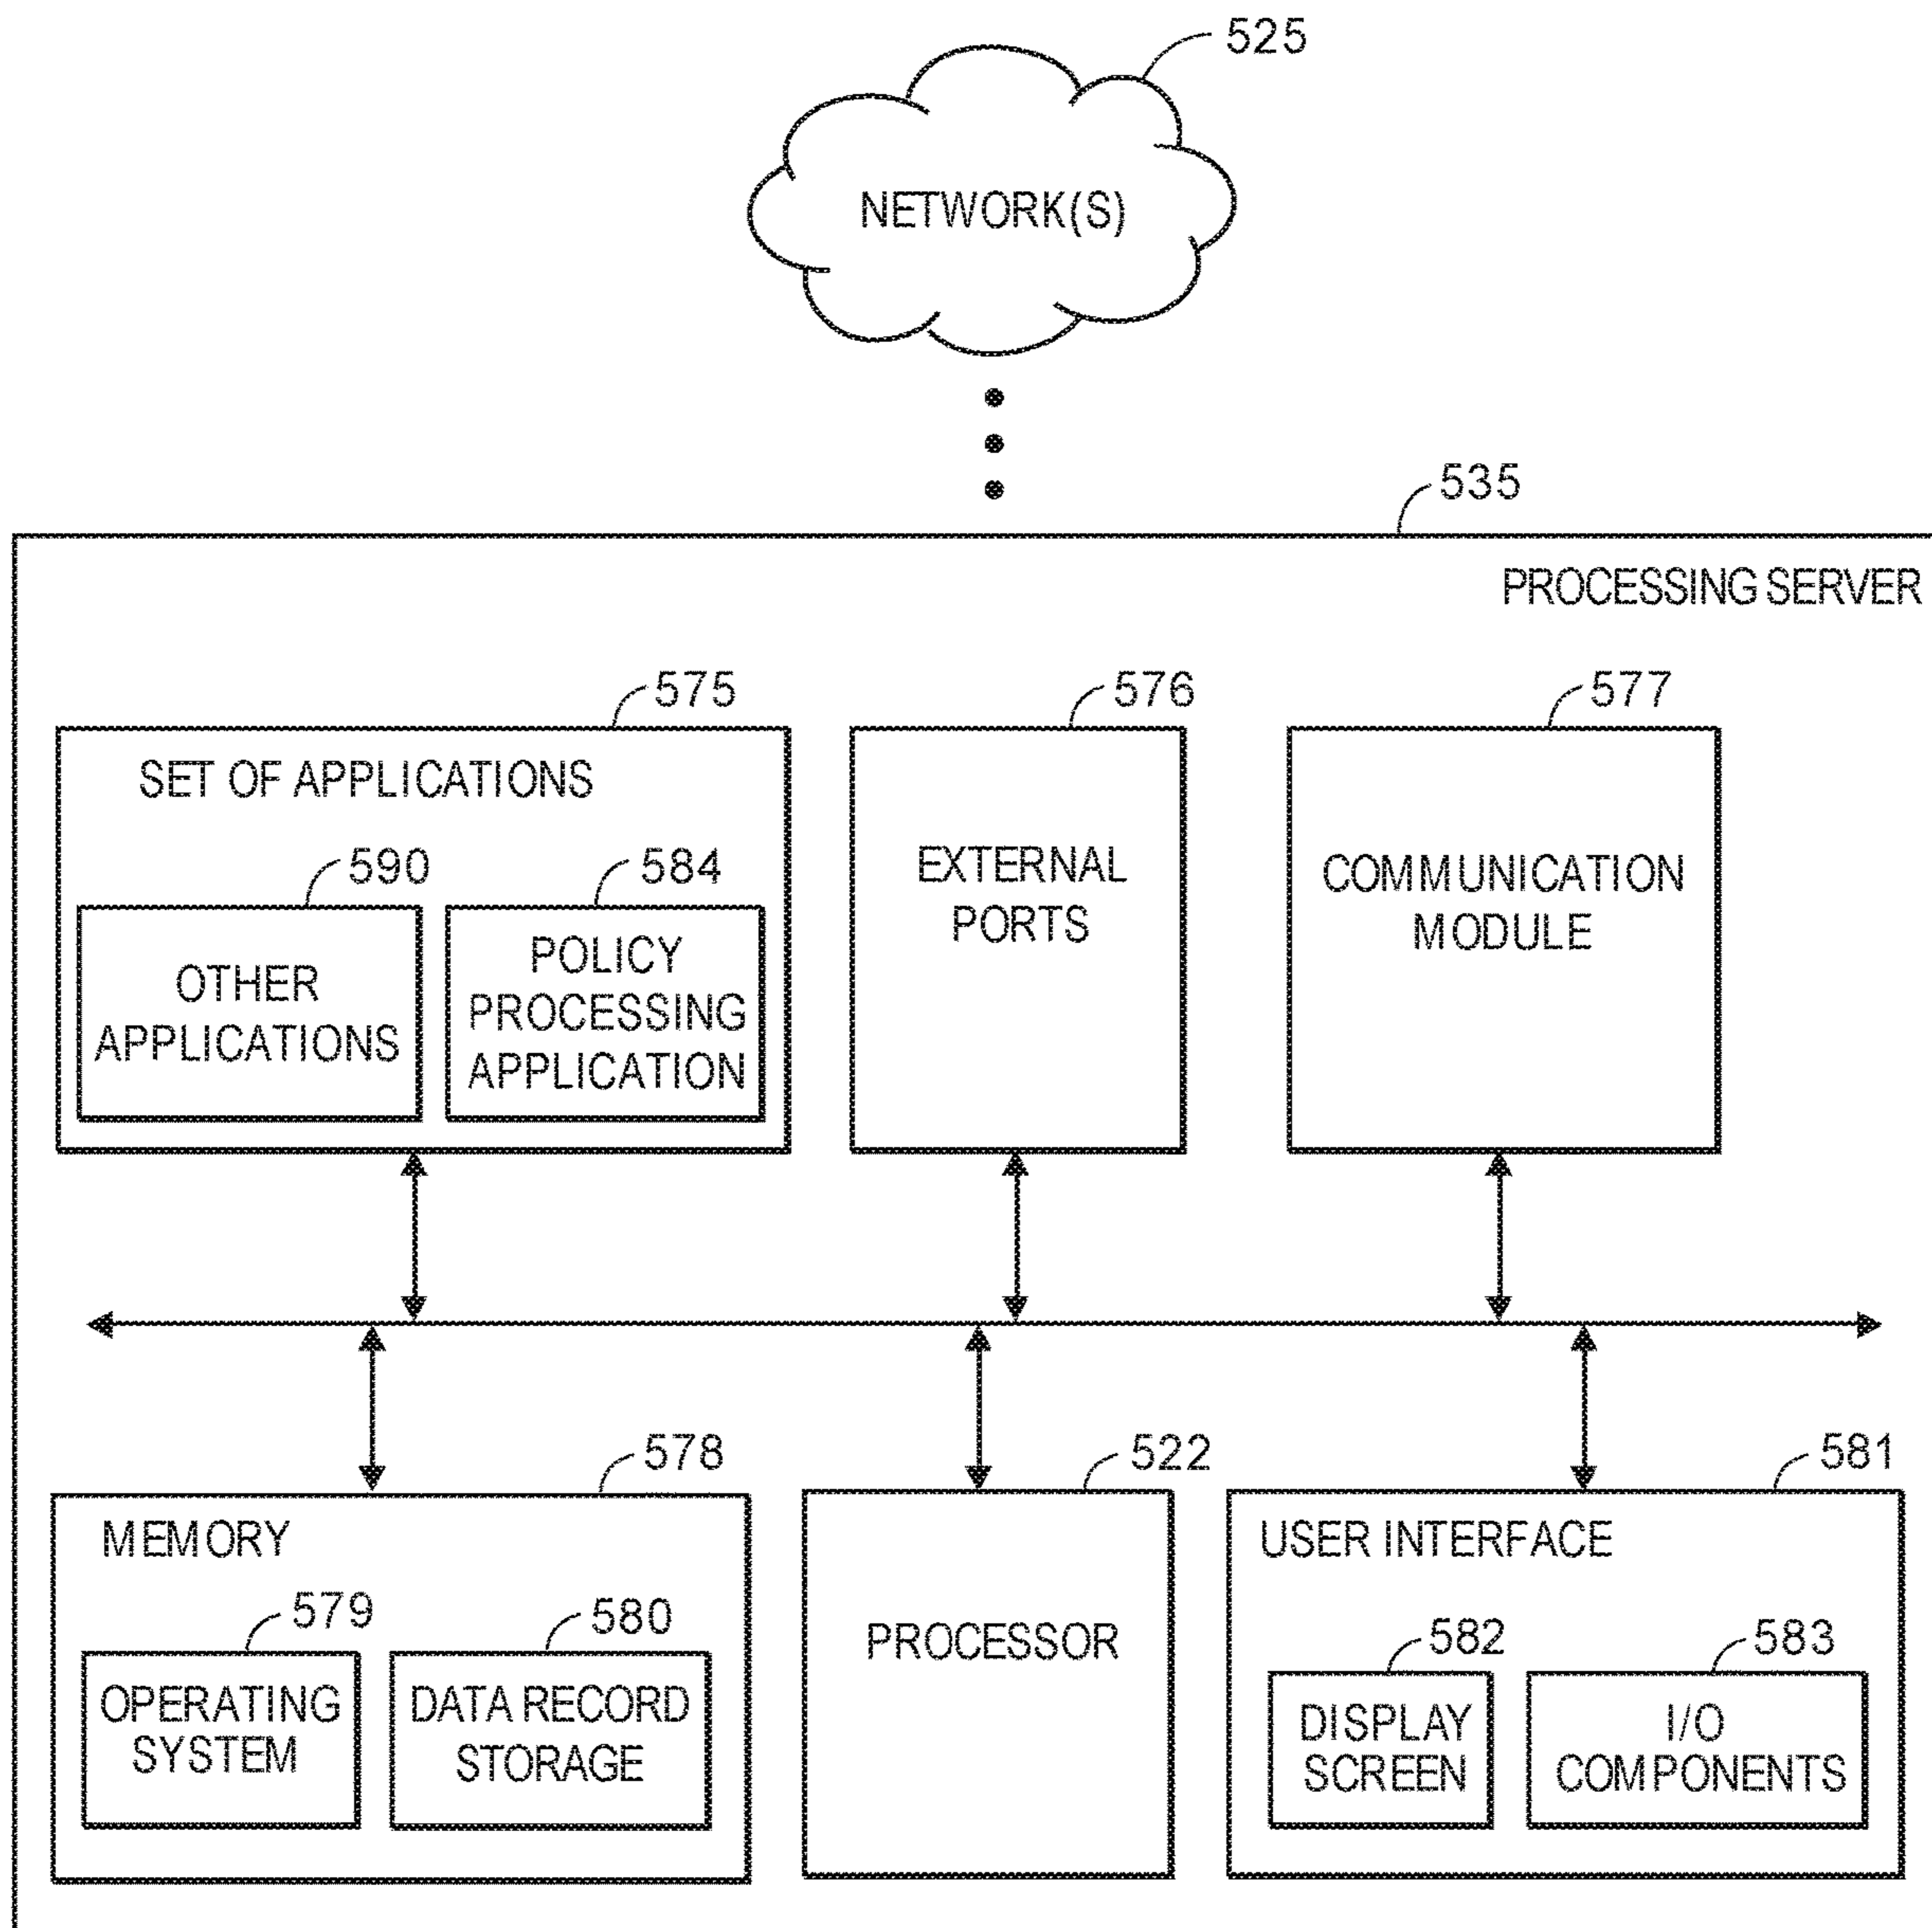 525
NETWORK(S)
535
PROCESSING SERVER
575
SET OF APPLICATIONS
590
OTHER
APPLICATIONS
584
POLICY
PROCESSING
APPLICATION
576
EXTERNAL
PORTS
577
COMMUNICATION
MODULE
578
MEMORY
579
OPERATING
SYSTEM
580
DATA RECORD
STORAGE
522
PROCESSOR
581
USER INTERFACE
582
DISPLAY
SCREEN
583
I/O
COMPONENTS